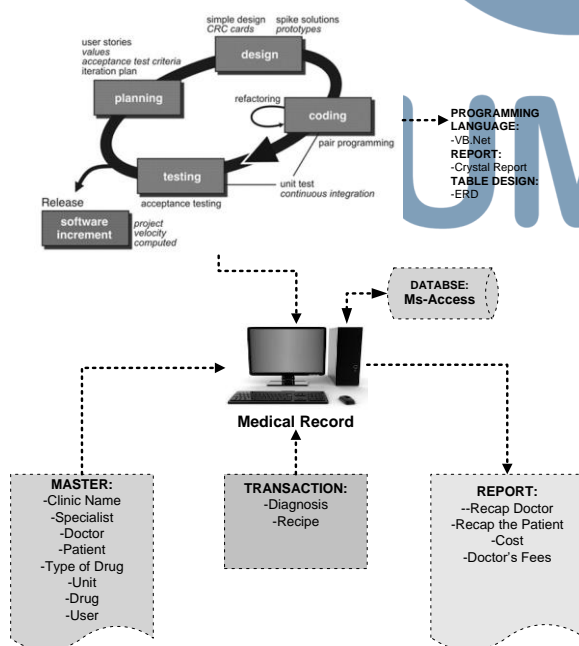 simple design
CRC cards
spike solutions
prototypes
user stories
values
acceptance test criteria
iteration plan
design
planning
refactoring
coding
pair programming
testing
unit test
continuous integration
acceptance testing
Release
software
increment
project
velocity
computed
PROGRAMMING
LANGUAGE:
-VB.Net
REPORT:
-Crystal Report
TABLE DESIGN:
-ERD
UM
DATABSE:
Ms-Access
Medical Record
MASTER:
-Clinic Name
-Specialist
-Doctor
-Patient
-Type of Drug
-Unit
-Drug
-User
TRANSACTION:
-Diagnosis
-Recipe
REPORT:
--Recap Doctor
-Recap the Patient
-Cost
-Doctor's Fees